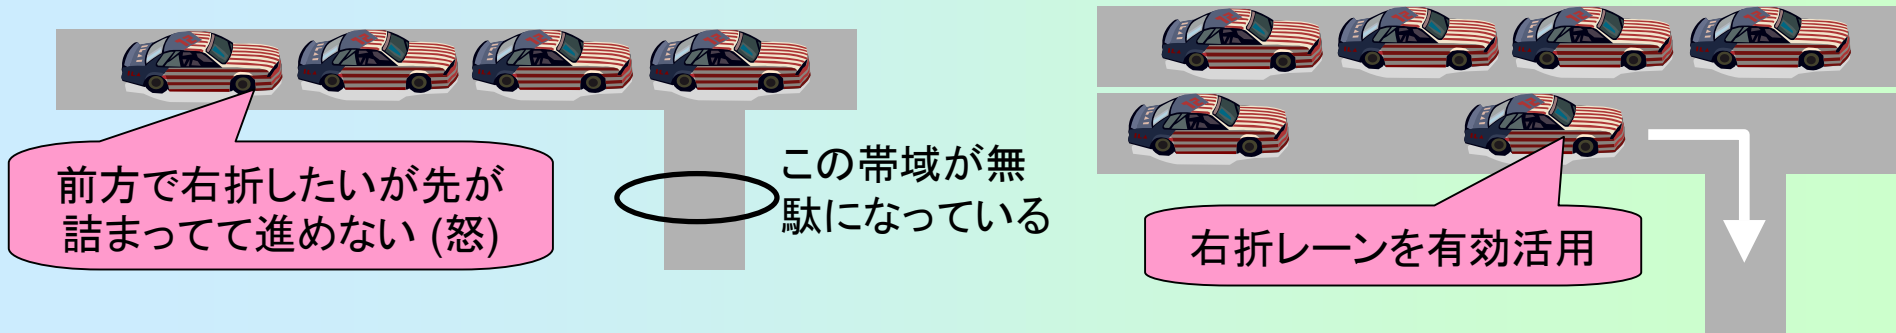 前方で右折したいが先が
詰まってて進めない (怒)
この帯域が無
駄になっている
右折レーンを有効活用